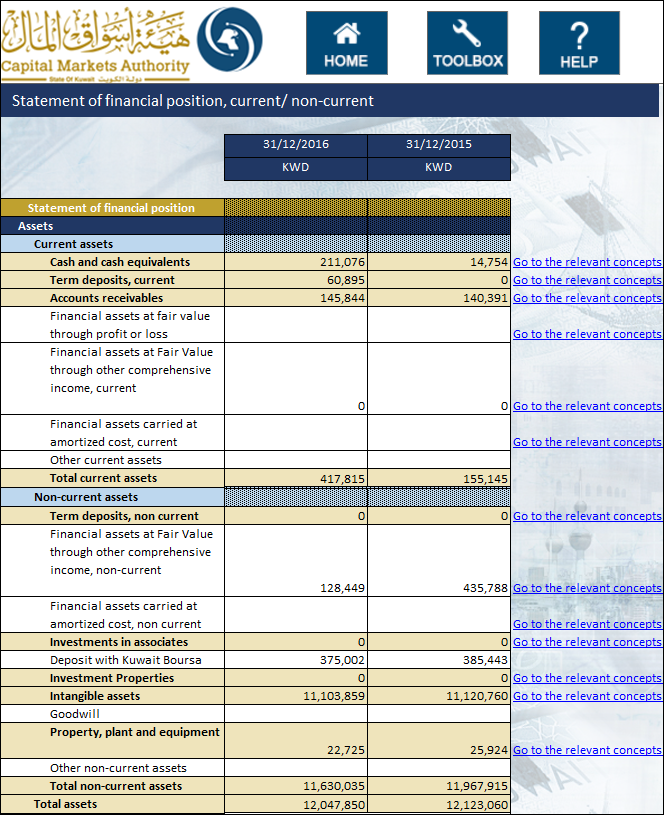 هيئة أسواق المال
Capital Markets Authority
State Of Kuwait دولة الكويت
HOME
TOOLBOX
?
HELP
Statement of financial position, current/ non-current
31/12/2016 31/12/2015
KWD KWD
Statement of financial position
Assets
Current assets
Cash and cash equivalents 211,076 14,754 Go to the relevant concepts
Term deposits, current 60,895 0 Go to the relevant concepts
Accounts receivables 145,844 140,391 Go to the relevant concepts
Financial assets at fair value
through profit or loss Go to the relevant concepts
Financial assets at Fair Value
through other comprehensive
income, current
0 0 Go to the relevant concepts
Financial assets carried at
amortized cost, current Go to the relevant concepts
Other current assets
Total current assets 417,815 155,145
Non-current assets
Term deposits, non current 0 0 Go to the relevant concepts
Financial assets at Fair Value
through other comprehensive
income, non-current
128,449 435,788 Go to the relevant concepts
Financial assets carried at
amortized cost, non current Go to the relevant concepts
Investments in associates 0 0 Go to the relevant concepts
Deposit with Kuwait Boursa 375,002 385,443
Investment Properties 0 0 Go to the relevant concepts
Intangible assets 11,103,859 11,120,760 Go to the relevant concepts
Goodwill
Property, plant and equipment
22,725 25,924 Go to the relevant concepts
Other non-current assets
Total non-current assets 11,630,035 11,967,915
Total assets 12,047,850 12,123,060